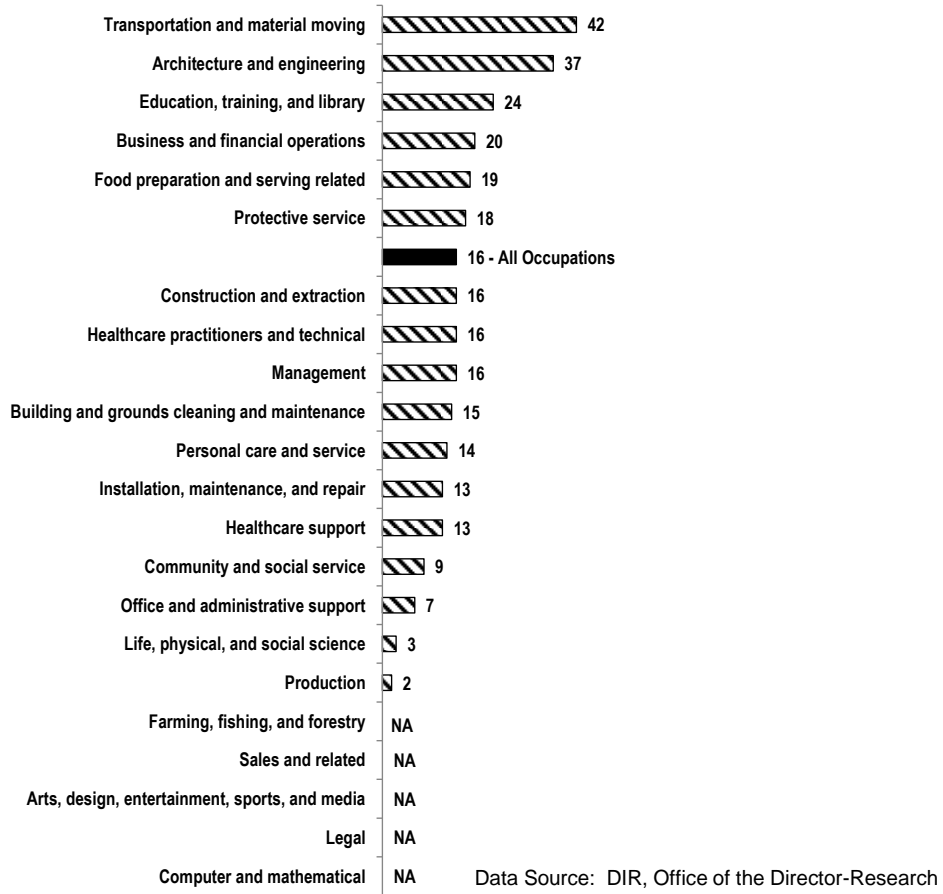 Transportation and material moving 42
Architecture and engineering 37
Education, training, and library 24
Business and financial operations 20
Food preparation and serving related 19
Protective service 18
16 - All Occupations
Construction and extraction 16
Healthcare practitioners and technical 16
Management 16
Building and grounds cleaning and maintenance 15
Personal care and service 14
Installation, maintenance, and repair 13
Healthcare support 13
Community and social service 9
Office and administrative support 7
Life, physical, and social science 3
Production 2
Farming, fishing, and forestry NA
Sales and related NA
Arts, design, entertainment, sports, and media NA
Legal NA
Computer and mathematical NA Data Source: DIR, Office of the Director-Research